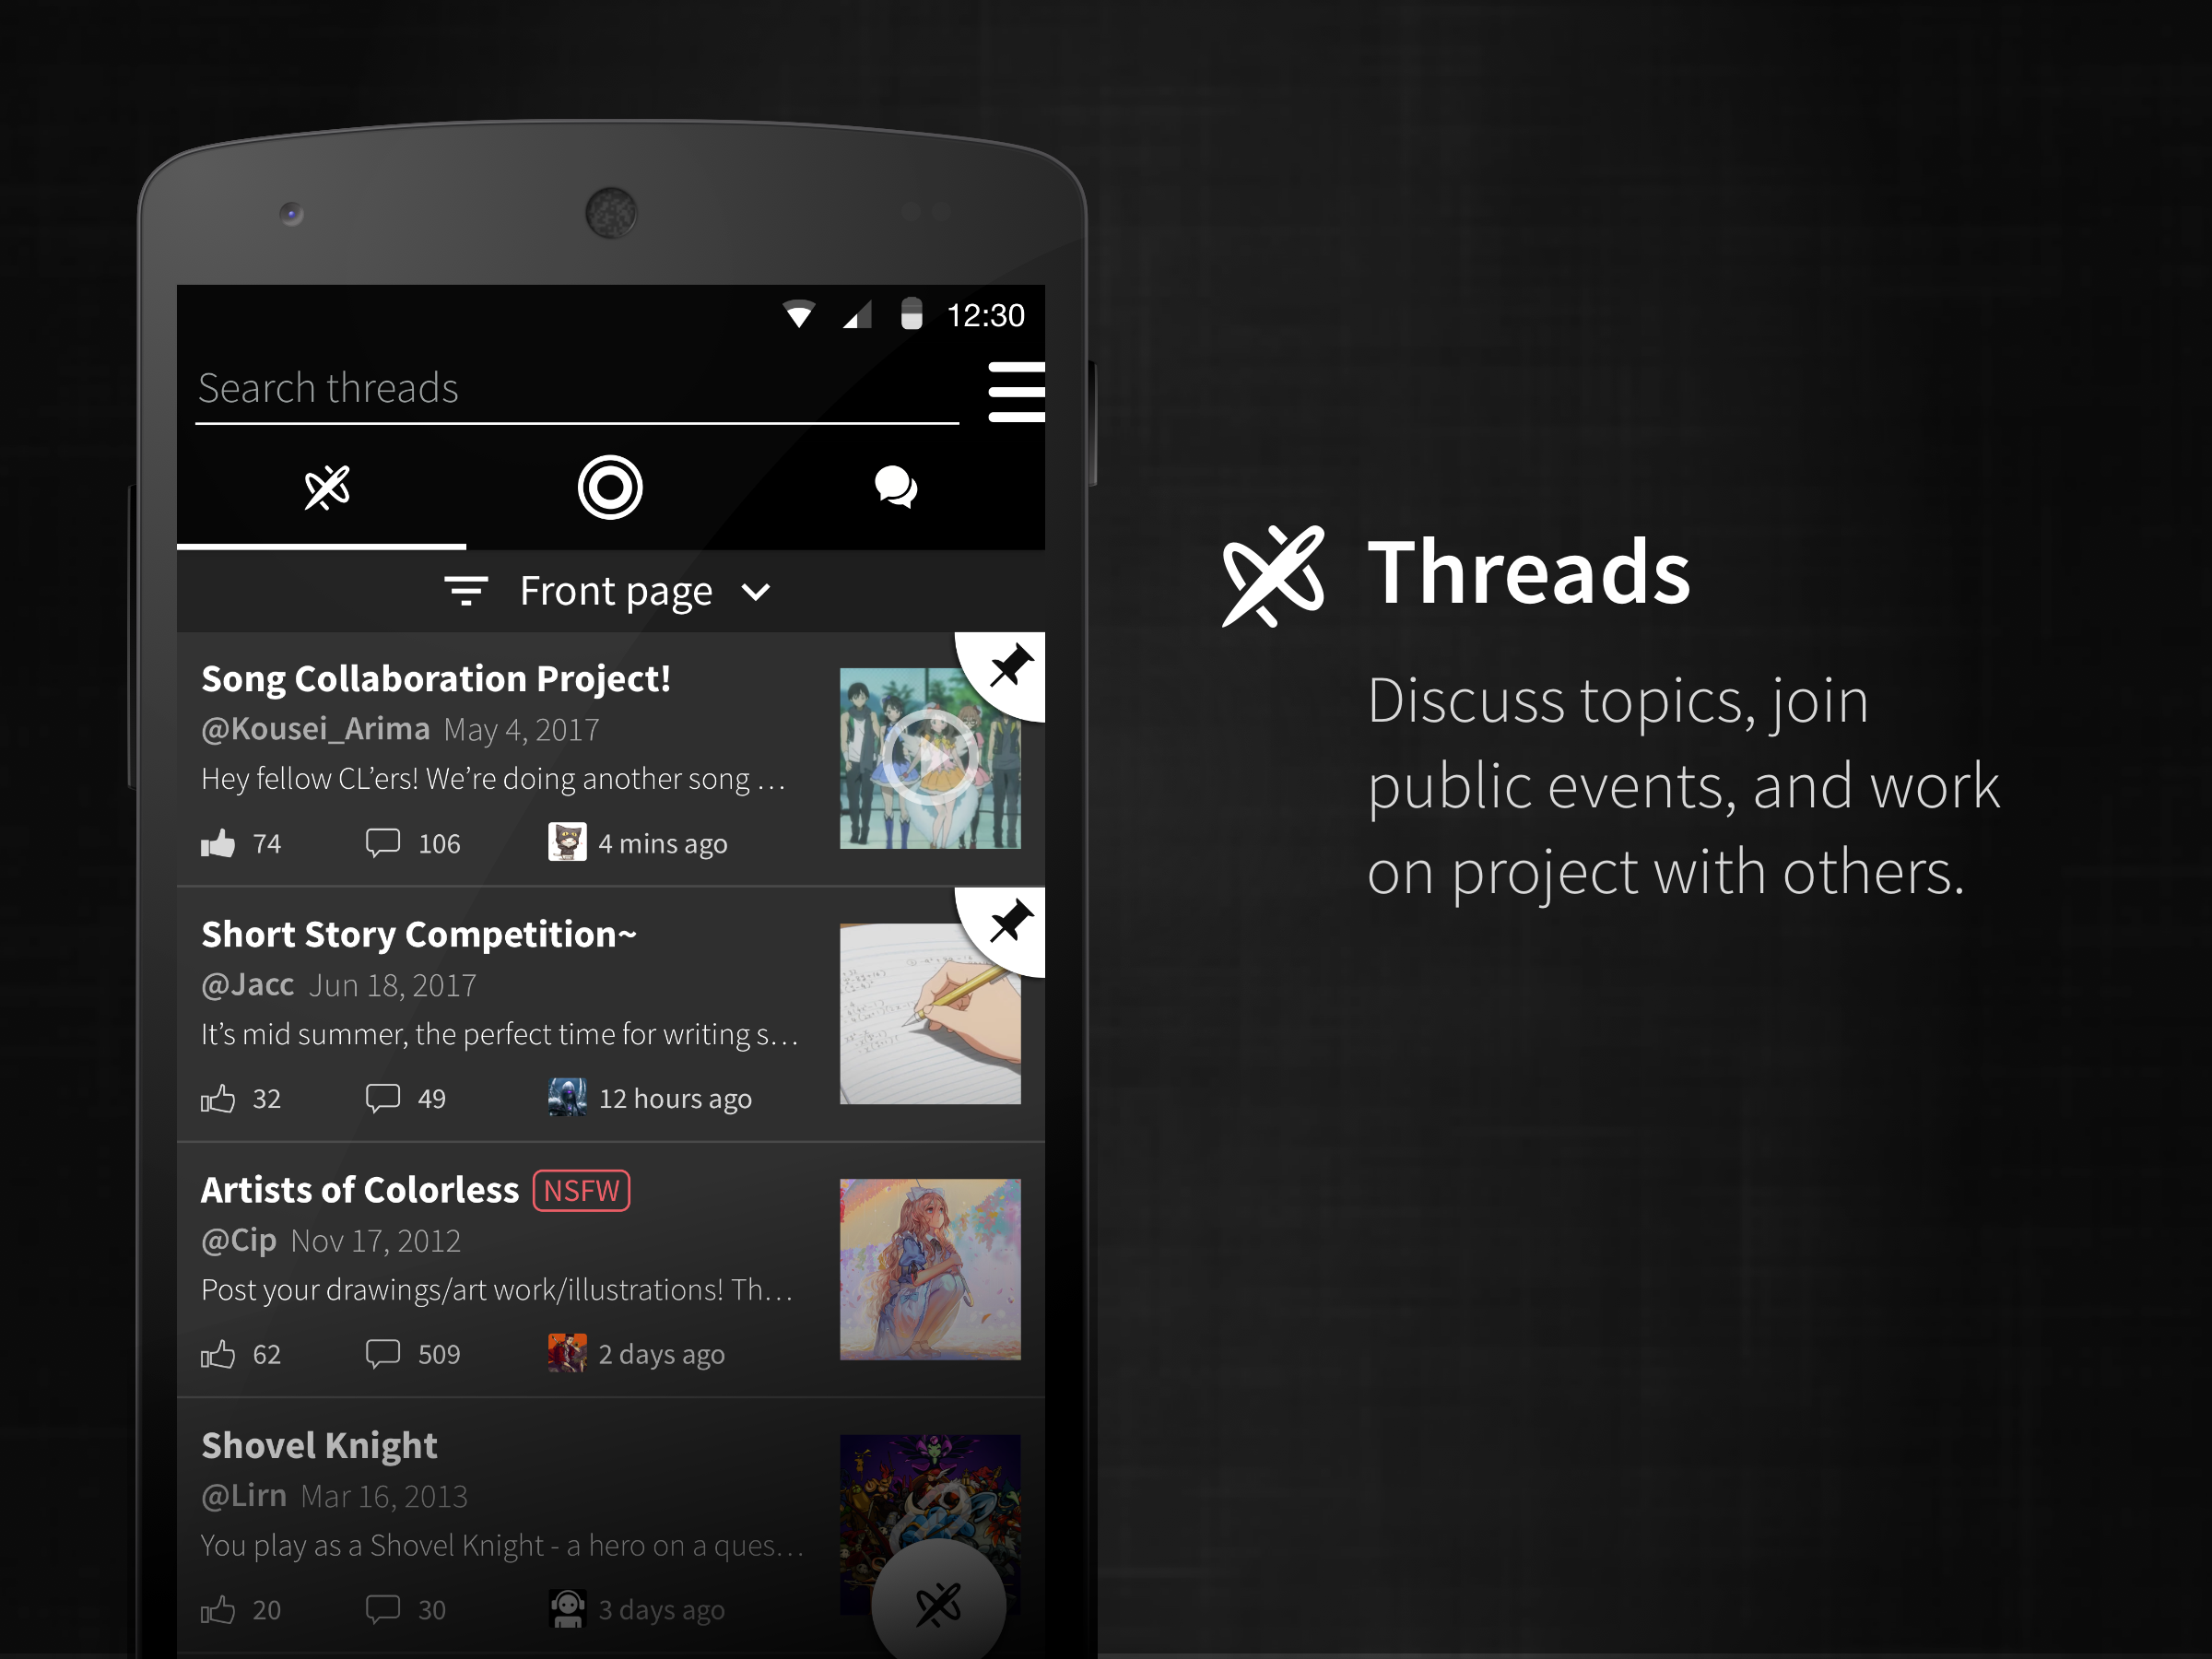 12:30
Search threads
Front page
Song Collaboration Project!
@Kousei_Arima May 4, 2017
Hey fellow CL’ers! We’re doing another song …
74 106 4 mins ago
Short Story Competition~
@Jacc Jun 18, 2017
It’s mid summer, the perfect time for writing s…
32 49 12 hours ago
Artists of Colorless NSFW
@Cip Nov 17, 2012
Post your drawings/art work/illustrations! Th…
62 509 2 days ago
Shovel Knight
@Lirn Mar 16, 2013
You play as a Shovel Knight - a hero on a ques…
20 30 3 days ago
Threads
Discuss topics, join
public events, and work
on project with others.